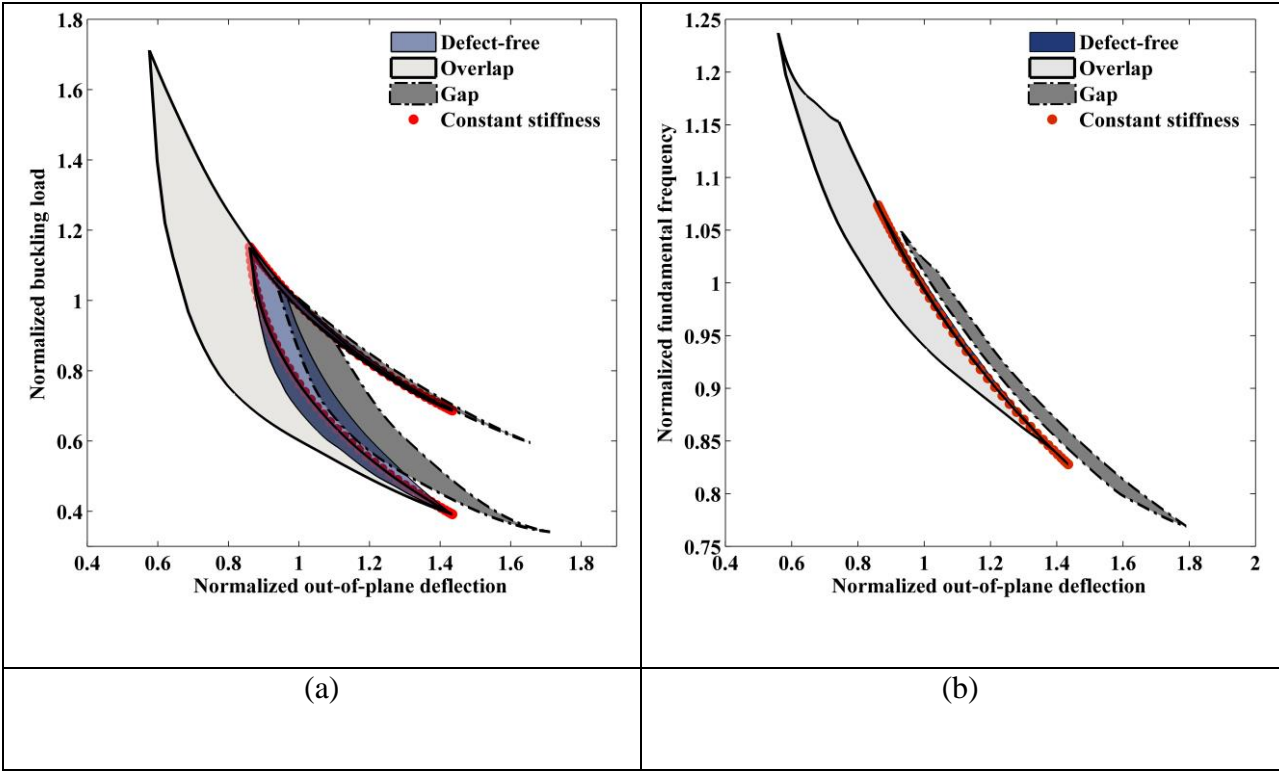 1.8
1.6
1.4
1.2
1
0.8
0.6
0.4
Normalized buckling load
Defect-free
Overlap
Gap
Constant stiffness
0.4 0.6 0.8 1 1.2 1.4 1.6 1.8
Normalized out-of-plane deflection
(a)
1.25
1.2
1.15
1.1
1.05
1
0.95
0.9
0.85
0.8
0.75
Normalized fundamental frequency
Defect-free
Overlap
Gap
Constant stiffness
0.4 0.6 0.8 1 1.2 1.4 1.6 1.8 2
Normalized out-of-plane deflection
(b)